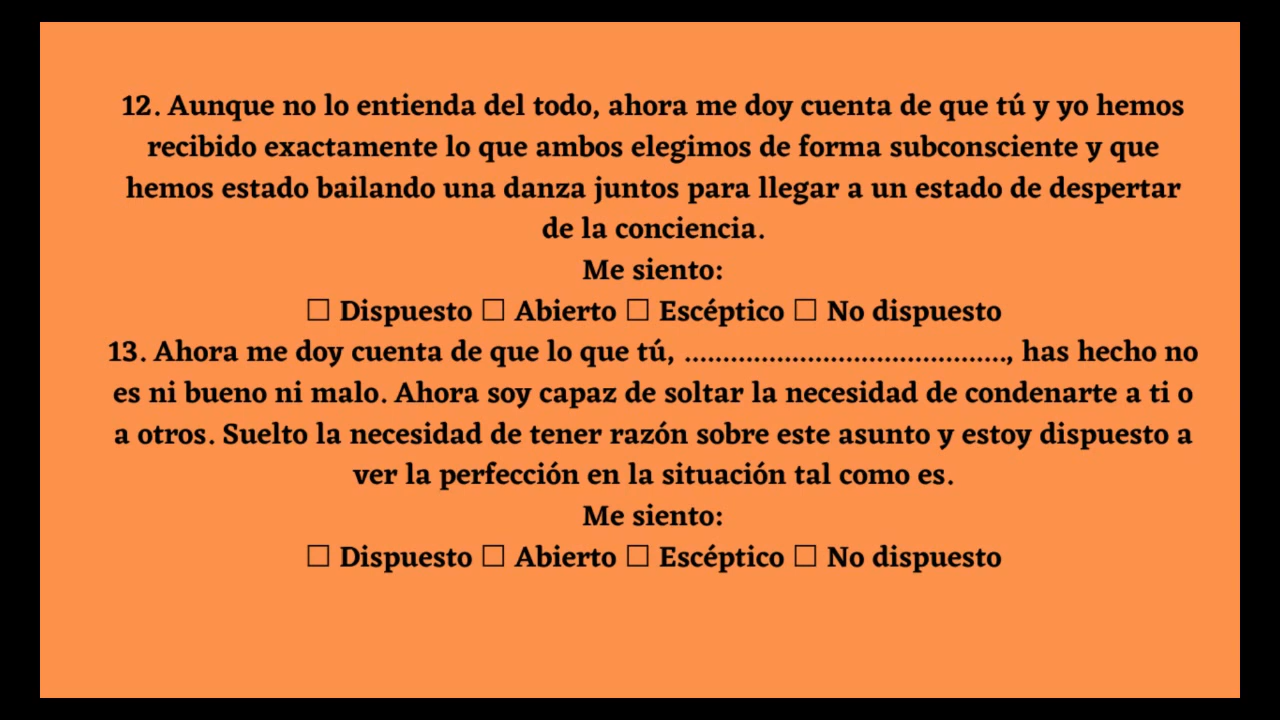 12. Aunque no lo entienda del todo, ahora me doy cuenta de que tú y yo hemos
recibido exactamente lo que ambos elegimos de forma subconsciente y que
hemos estado bailando una danza juntos para llegar a un estado de despertar
de la conciencia.
Me siento:
☐ Dispuesto ☐ Abierto ☐ Escéptico ☐ No dispuesto
13. Ahora me doy cuenta de que lo que tú, ........................................, has hecho no
es ni bueno ni malo. Ahora soy capaz de soltar la necesidad de condenarte a ti o
a otros. Suelto la necesidad de tener razón sobre este asunto y estoy dispuesto a
ver la perfección en la situación tal como es.
Me siento:
☐ Dispuesto ☐ Abierto ☐ Escéptico ☐ No dispuesto